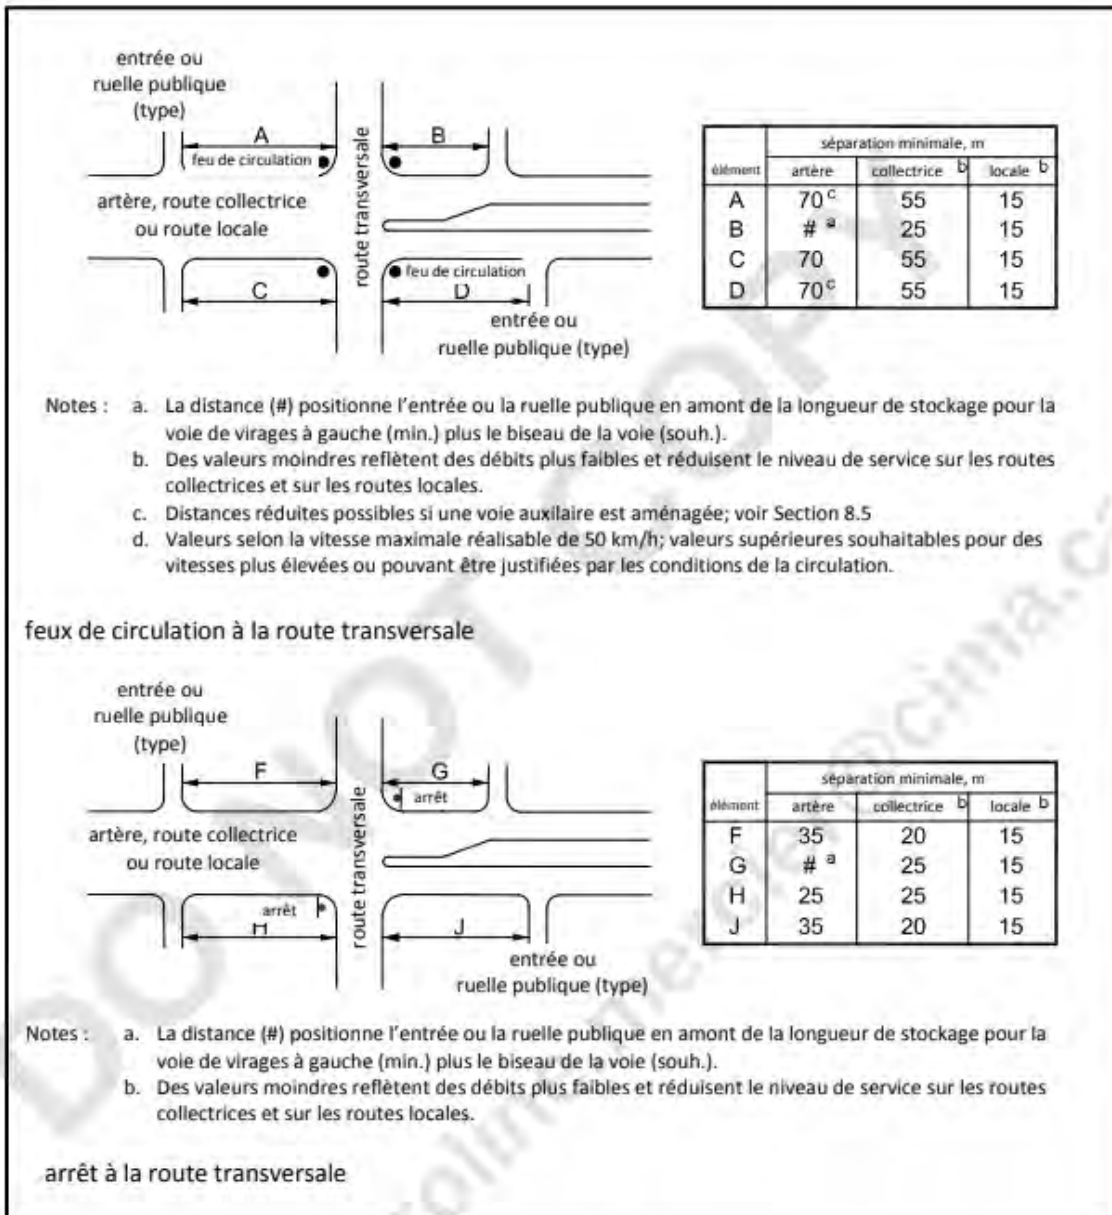 entrée ou
ruelle publique
(type)
A
B
feu de circulation
artère, route collectrice
ou route locale
route transversale
feu de circulation
C
D
entrée ou
ruelle publique (type)
séparation minimale, m
élément artère collectrice b locale b
A 70 c 55 15
B # a 25 15
C 70 55 15
D 70 c 55 15
Notes : a. La distance (#) positionne l'entrée ou la ruelle publique en amont de la longueur de stockage pour la
voie de virages à gauche (min.) plus le biseau de la voie (souh.).
b. Des valeurs moindres reflètent des débits plus faibles et réduisent le niveau de service sur les routes
collectrices et sur les routes locales.
c. Distances réduites possibles si une voie auxilaire est aménagée; voir Section 8.5
d. Valeurs selon la vitesse maximale réalisable de 50 km/h; valeurs supérieures souhaitables pour des
vitesses plus élevées ou pouvant être justifiées par les conditions de la circulation.
feux de circulation à la route transversale
entrée ou
ruelle publique
(type)
F
G
arrêt
artère, route collectrice
ou route locale
route transversale
arrêt
H
J
entrée ou
ruelle publique (type)
séparation minimale, m
élément artère collectrice b locale b
F 35 20 15
G # a 25 15
H 25 25 15
J 35 20 15
Notes : a. La distance (#) positionne l'entrée ou la ruelle publique en amont de la longueur de stockage pour la
voie de virages à gauche (min.) plus le biseau de la voie (souh.).
b. Des valeurs moindres reflètent des débits plus faibles et réduisent le niveau de service sur les routes
collectrices et sur les routes locales.
arrêt à la route transversale
DO NOT COPY